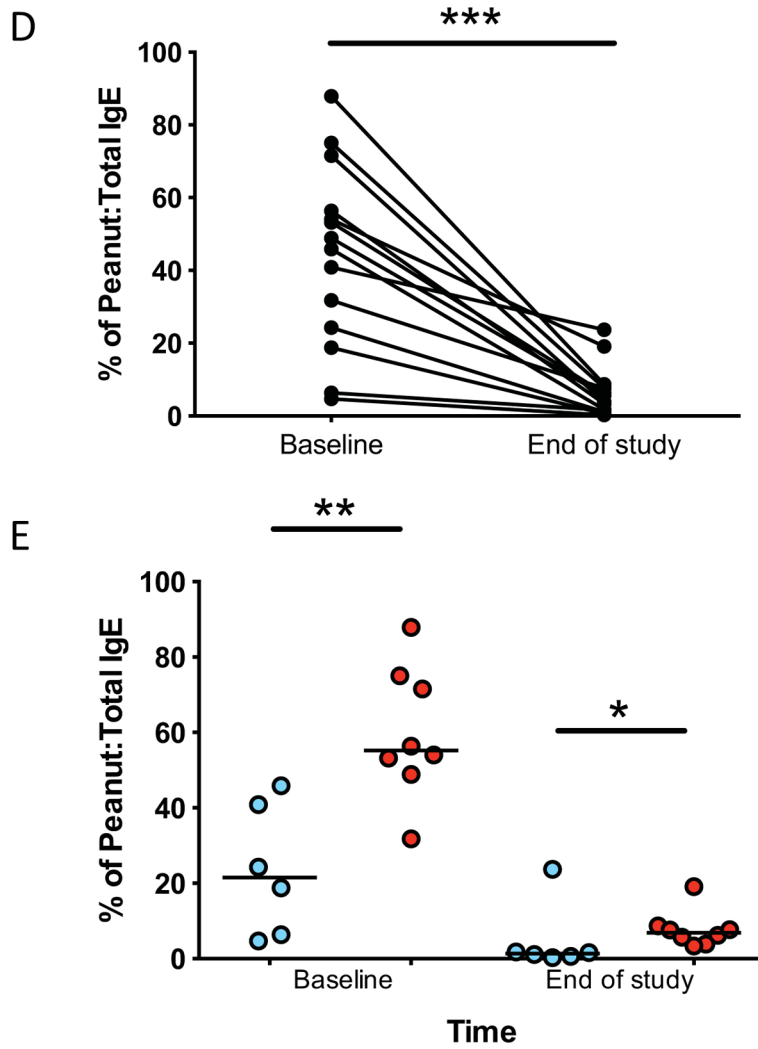 D
***
% of Peanut:Total IgE
100
80
60
40
20
0
Baseline
End of study
E
**
*
% of Peanut:Total IgE
100
80
60
40
20
0
Baseline
End of study
Time